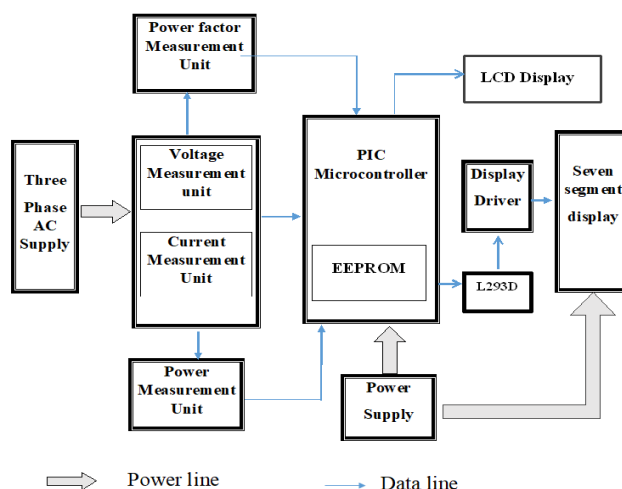 Power factor
Measurement
Unit
LCD Display
Three
Phase
AC
Supply
Voltage
Measurement
unit
Current
Measurement
Unit
PIC
Microcontroller
EEPROM
Display
Driver
Seven
segment
display
L293D
Power
Measurement
Unit
Power
Supply
Power line
Data line